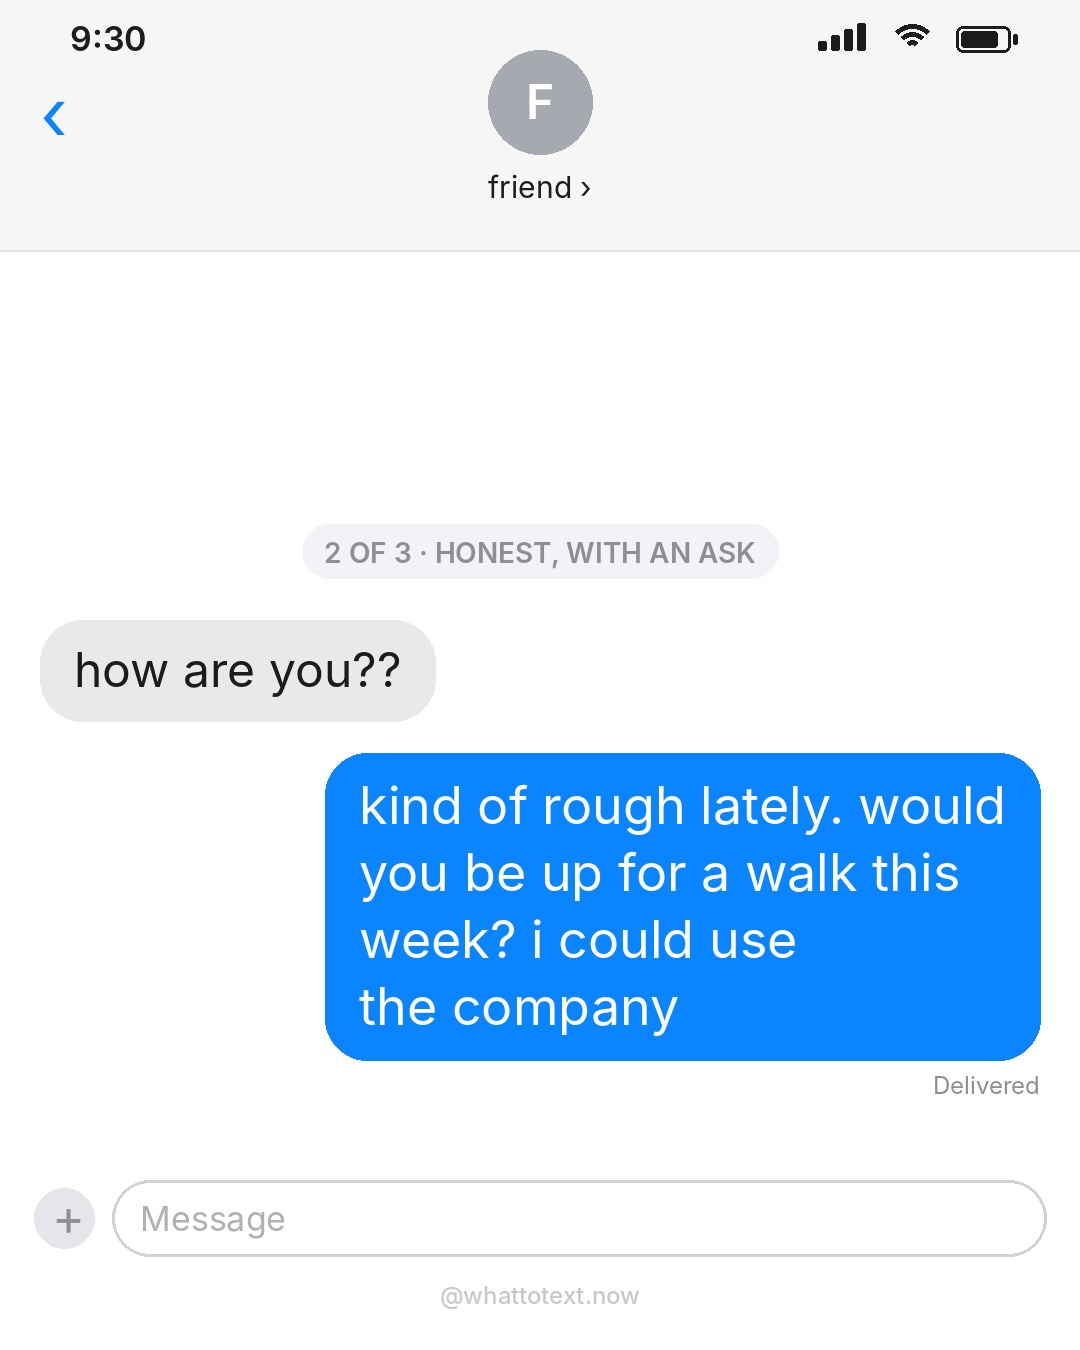 9:30
F
friend ›
2 OF 3 · HONEST, WITH AN ASK
how are you??
kind of rough lately. would
you be up for a walk this
week? i could use
the company
Delivered
+ Message
@whattotext.now